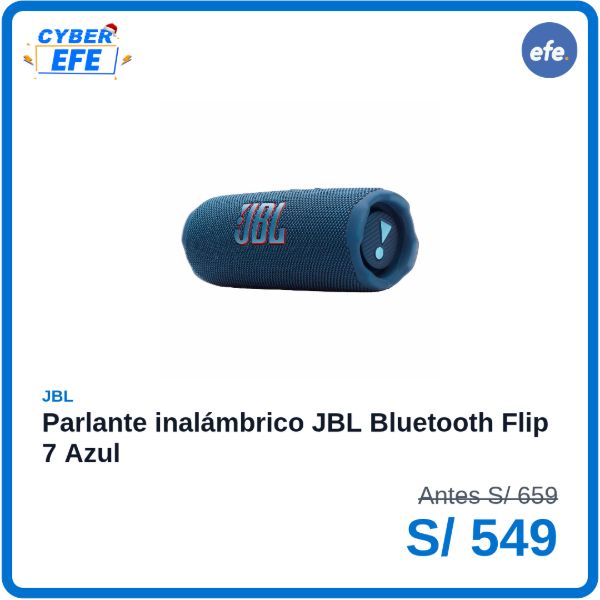 CYBER
EFE
efe.
JBL
JBL
Parlante inalámbrico JBL Bluetooth Flip
7 Azul
Antes S/ 659
S/ 549